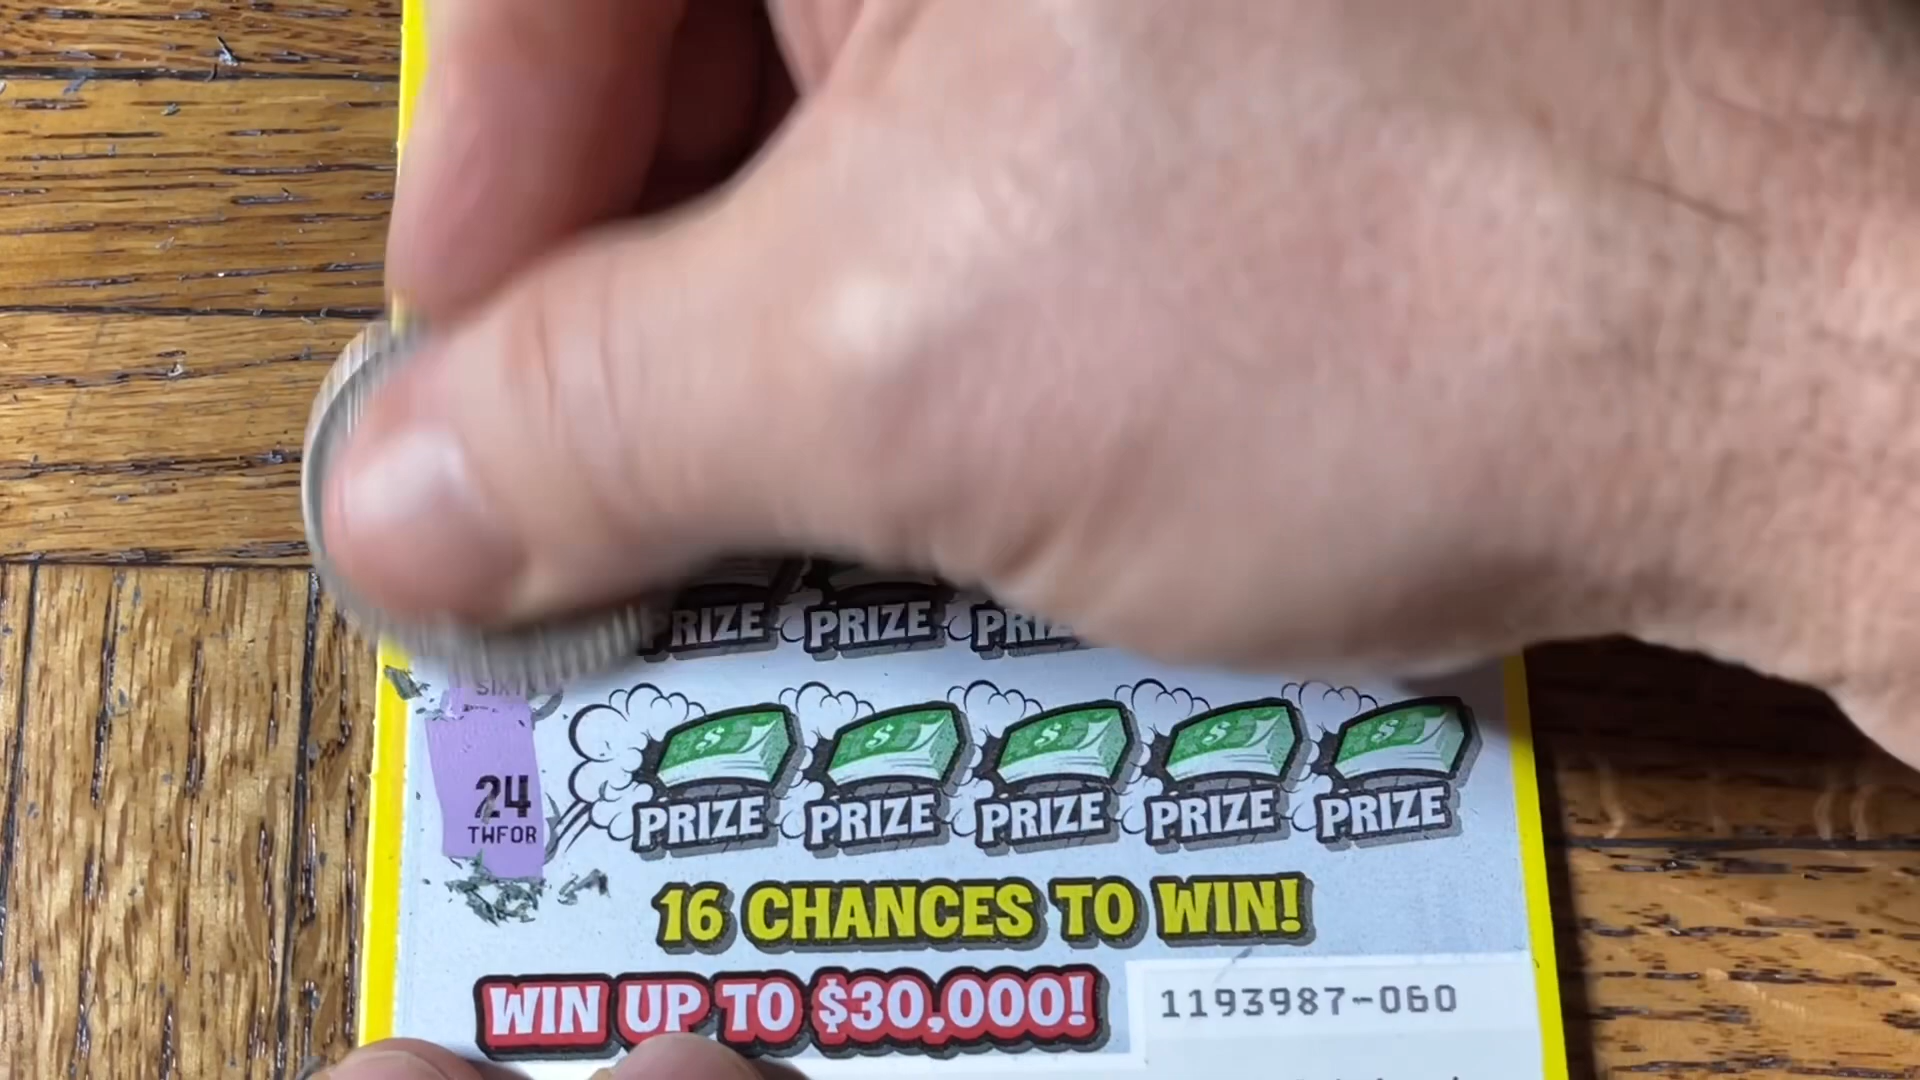 PRIZE PRIZE
SIXT
24
TWFOR
PRIZE PRIZE PRIZE PRIZE PRIZE
16 CHANCES TO WIN!
WIN UP TO $30,000!
1193987-060